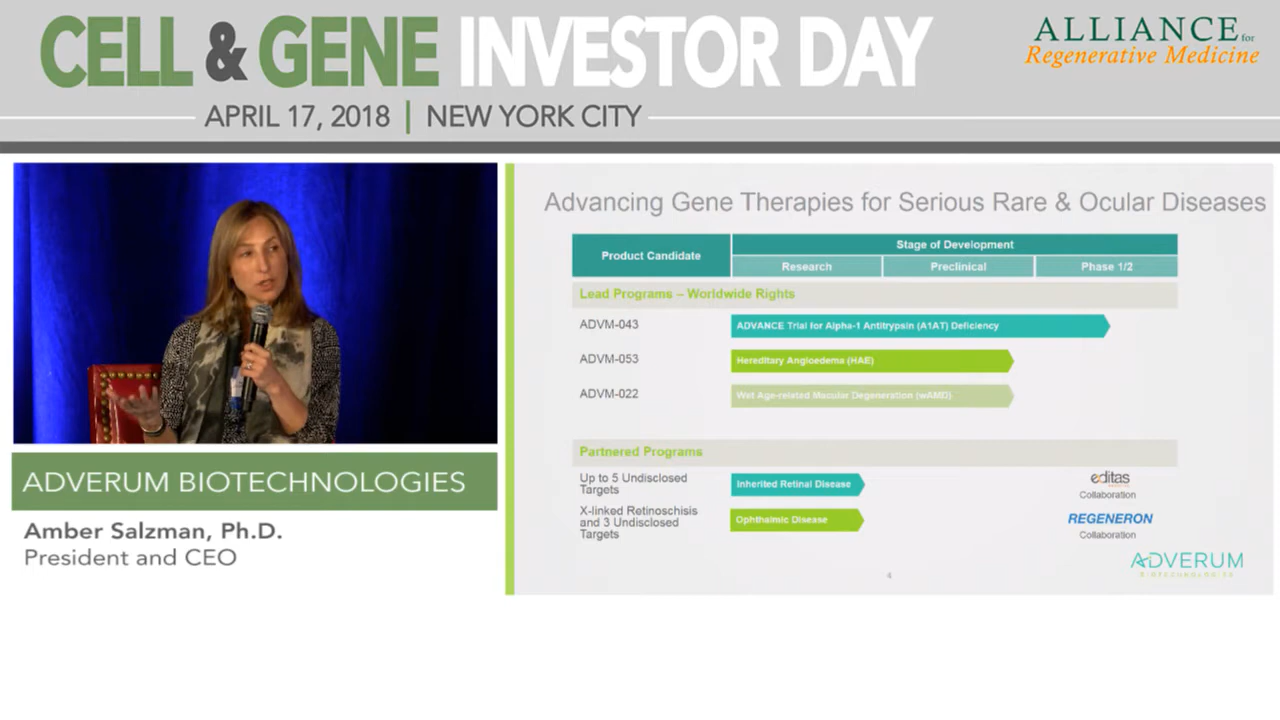 CELL & GENE INVESTOR DAY
APRIL 17, 2018 | NEW YORK CITY
ALLIANCE for
Regenerative Medicine
ADVERUM BIOTECHNOLOGIES
Amber Salzman, Ph.D.
President and CEO
Advancing Gene Therapies for Serious Rare & Ocular Diseases
Product Candidate
Stage of Development
Research
Preclinical
Phase 1/2
Lead Programs – Worldwide Rights
ADVM-043
ADVANCE Trial for Alpha-1 Antitrypsin (A1AT) Deficiency
ADVM-053
Hereditary Angioedema (HAE)
ADVM-022
Wet Age-related Macular Degeneration (wAMD)
Partnered Programs
Up to 5 Undisclosed
Targets
Inherited Retinal Disease
editas
Collaboration
X-linked Retinoschisis
and 3 Undisclosed
Targets
Ophthalmic Disease
REGENERON
Collaboration
ADVERUM
BIOTECHNOLOGIES
4